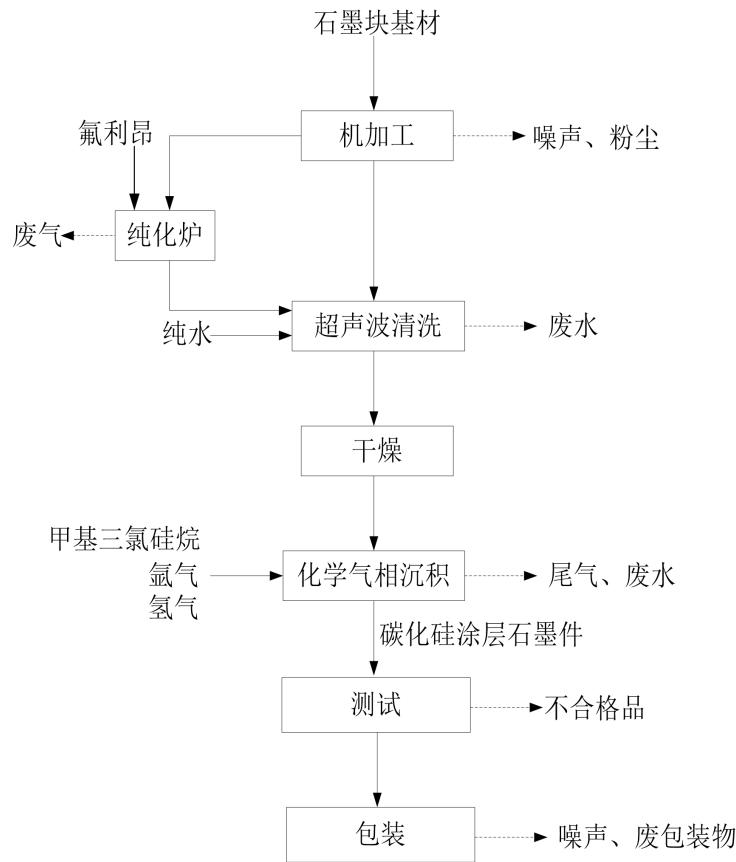 石墨块基材
氟利昂
机加工
噪声、粉尘
废气
纯化炉
纯水
超声波清洗
废水
干燥
甲基三氯硅烷
氩气
氢气
化学气相沉积
尾气、废水
碳化硅涂层石墨件
测试
不合格品
包装
噪声、废包装物